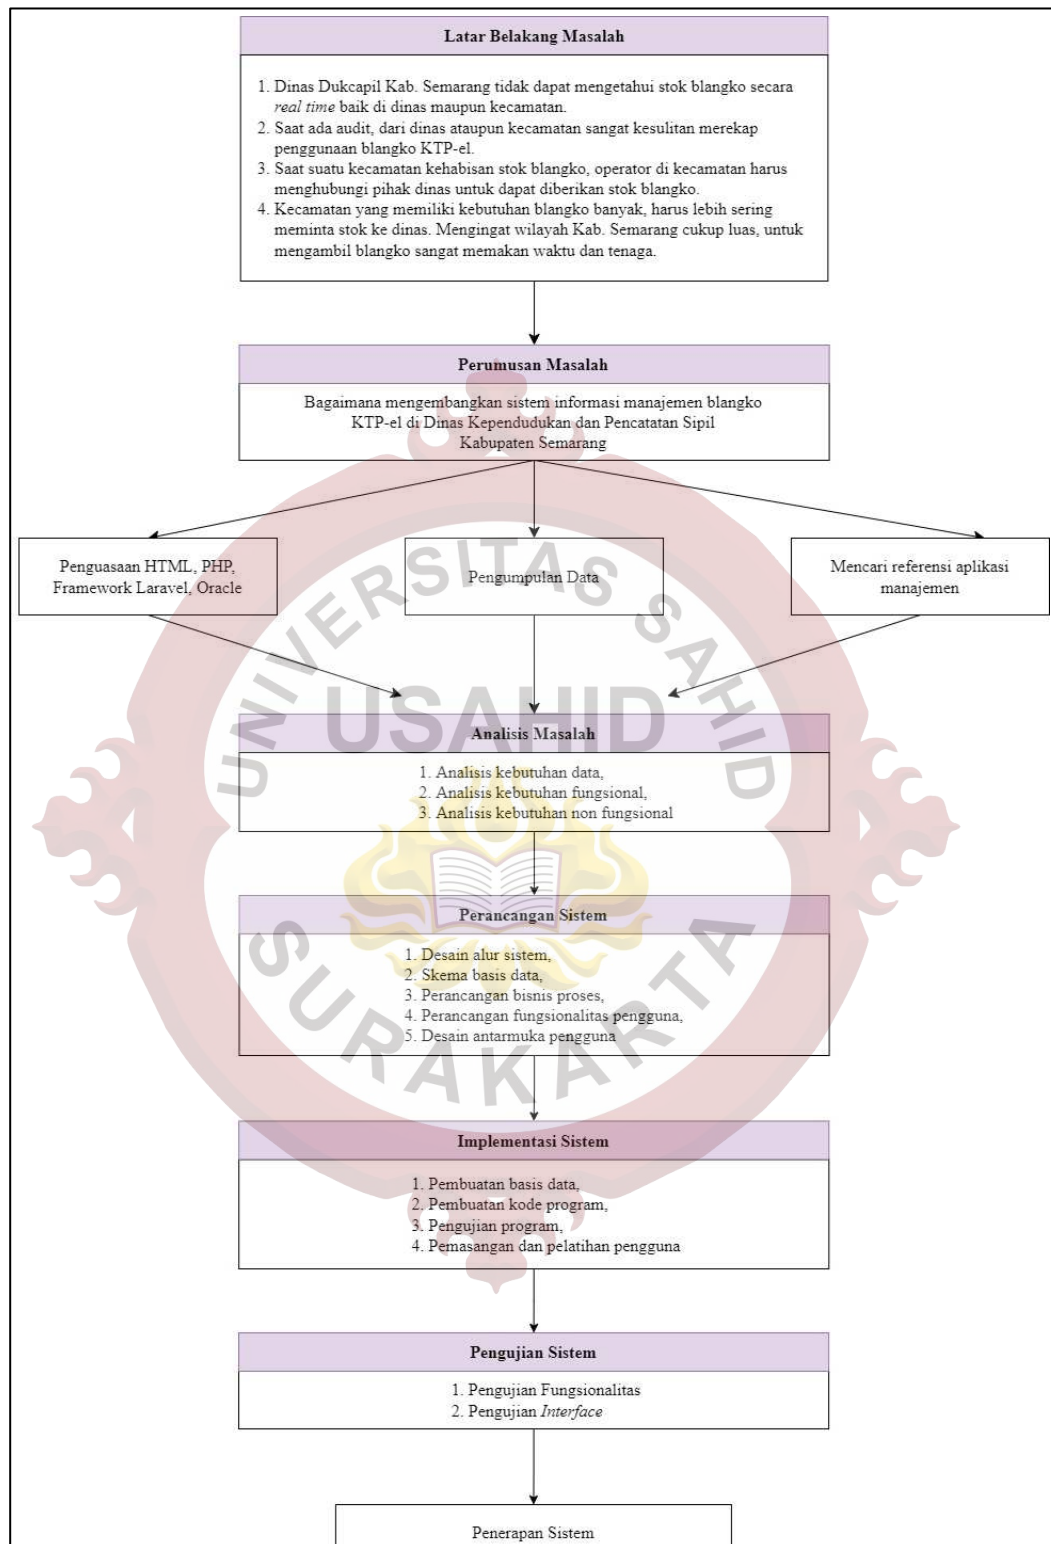 Latar Belakang Masalah
1. Dinas Dukcapil Kab. Semarang tidak dapat mengetahui stok blangko secara
real time baik di dinas maupun kecamatan.
2. Saat ada audit, dari dinas ataupun kecamatan sangat kesulitan merekap
penggunaan blangko KTP-el.
3. Saat suatu kecamatan kehabisan stok blangko, operator di kecamatan harus
menghubungi pihak dinas untuk dapat diberikan stok blangko.
4. Kecamatan yang memiliki kebutuhan blangko banyak, harus lebih sering
meminta stok ke dinas. Mengingat wilayah Kab. Semarang cukup luas, untuk
mengambil blangko sangat memakan waktu dan tenaga.
Perumusan Masalah
Bagaimana mengembangkan sistem informasi manajemen blangko
KTP-el di Dinas Kependudukan dan Pencatatan Sipil
Kabupaten Semarang
Penguasaan HTML, PHP,
Framework Laravel, Oracle
Pengumpulan Data
Mencari referensi aplikasi
manajemen
UNIVERSITAS SAHID
USAHID
SURAKARTA
Analisis Masalah
1. Analisis kebutuhan data,
2. Analisis kebutuhan fungsional,
3. Analisis kebutuhan non fungsional
Perancangan Sistem
1. Desain alur sistem,
2. Skema basis data,
3. Perancangan bisnis proses,
4. Perancangan fungsionalitas pengguna,
5. Desain antarmuka pengguna
Implementasi Sistem
1. Pembuatan basis data,
2. Pembuatan kode program,
3. Pengujian program,
4. Pemasangan dan pelatihan pengguna
Pengujian Sistem
1. Pengujian Fungsionalitas
2. Pengujian Interface
Penerapan Sistem